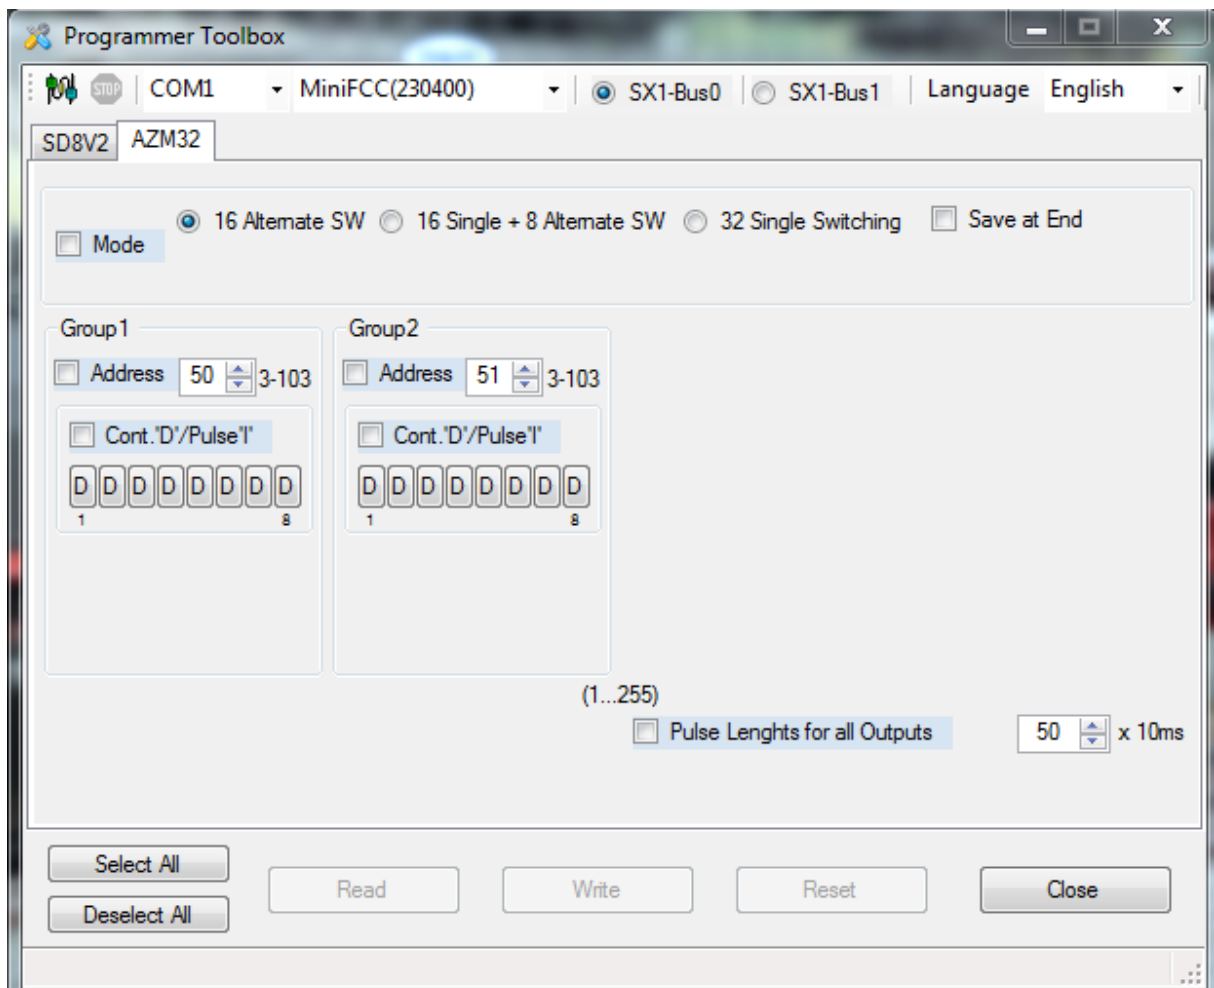 Programmer Toolbox
STOP COM1 MiniFCC(230400) SX1-Bus0 SX1-Bus1 Language English
SD8V2 AZM32
Mode 16 Alternate SW 16 Single + 8 Alternate SW 32 Single Switching Save at End
Group1 Group2
Address 50 3-103 Address 51 3-103
Cont.'D'/Pulse'I' Cont.'D'/Pulse'I'
D D D D D D D D D D D D D D D D
1 8 1 8
(1...255)
Pulse Lenghts for all Outputs 50 x 10ms
Select All
Read Write Reset Close
Deselect All